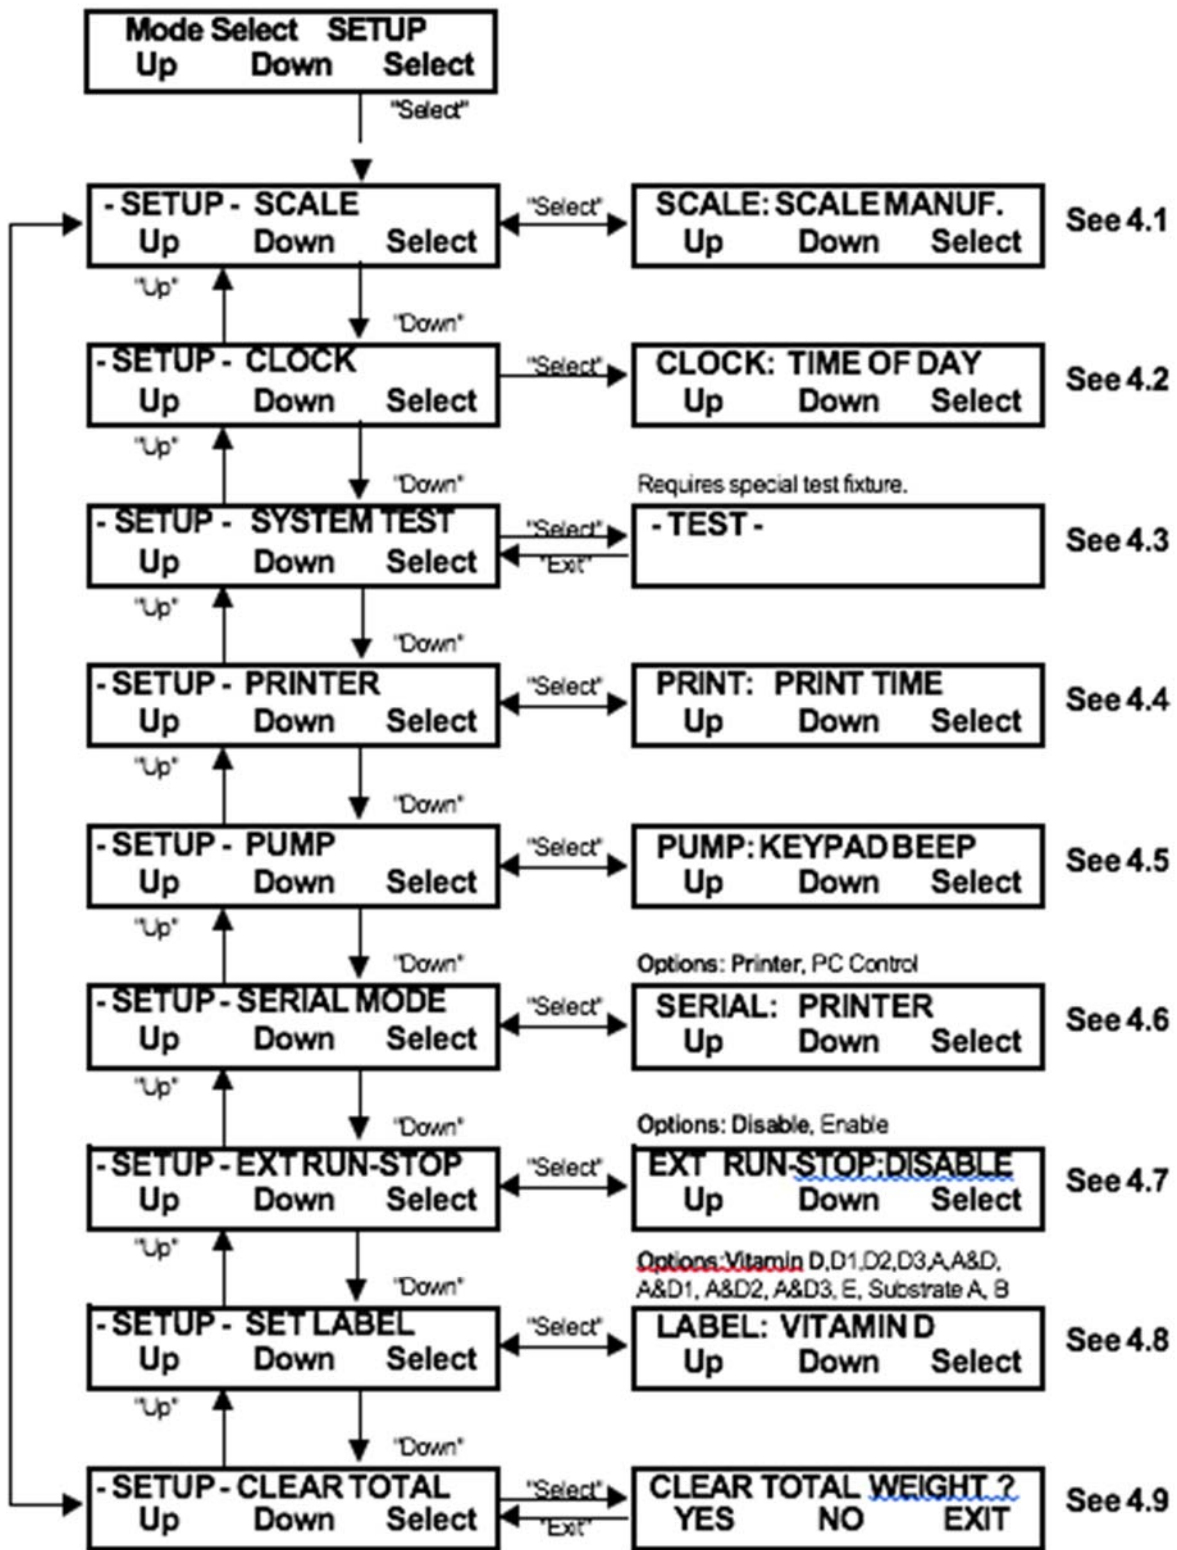 Mode Select SETUP
Up Down Select
"Select"
- SETUP - SCALE
Up Down Select
"Select"
SCALE: SCALE MANUF.
Up Down Select
See 4.1
"Up"
"Down"
- SETUP - CLOCK
Up Down Select
"Select"
CLOCK: TIME OF DAY
Up Down Select
See 4.2
"Up"
"Down"
- SETUP - SYSTEM TEST
Up Down Select
"Select"
"Exit"
Requires special test fixture.
- TEST -
See 4.3
"Up"
"Down"
- SETUP - PRINTER
Up Down Select
"Select"
PRINT: PRINT TIME
Up Down Select
See 4.4
"Up"
"Down"
- SETUP - PUMP
Up Down Select
"Select"
PUMP: KEYPAD BEEP
Up Down Select
See 4.5
"Up"
"Down"
- SETUP - SERIAL MODE
Up Down Select
"Select"
Options: Printer, PC Control
SERIAL: PRINTER
Up Down Select
See 4.6
"Up"
"Down"
- SETUP - EXT RUN-STOP
Up Down Select
"Select"
Options: Disable, Enable
EXT RUN-STOP:DISABLE
Up Down Select
See 4.7
"Up"
"Down"
- SETUP - SET LABEL
Up Down Select
"Select"
Options:Vitamin D,D1,D2,D3,A,A&D,
A&D1, A&D2, A&D3, E, Substrate A, B
LABEL: VITAMIN D
Up Down Select
See 4.8
"Up"
"Down"
- SETUP - CLEAR TOTAL
Up Down Select
"Select"
"Exit"
CLEAR TOTAL WEIGHT ?
YES NO EXIT
See 4.9